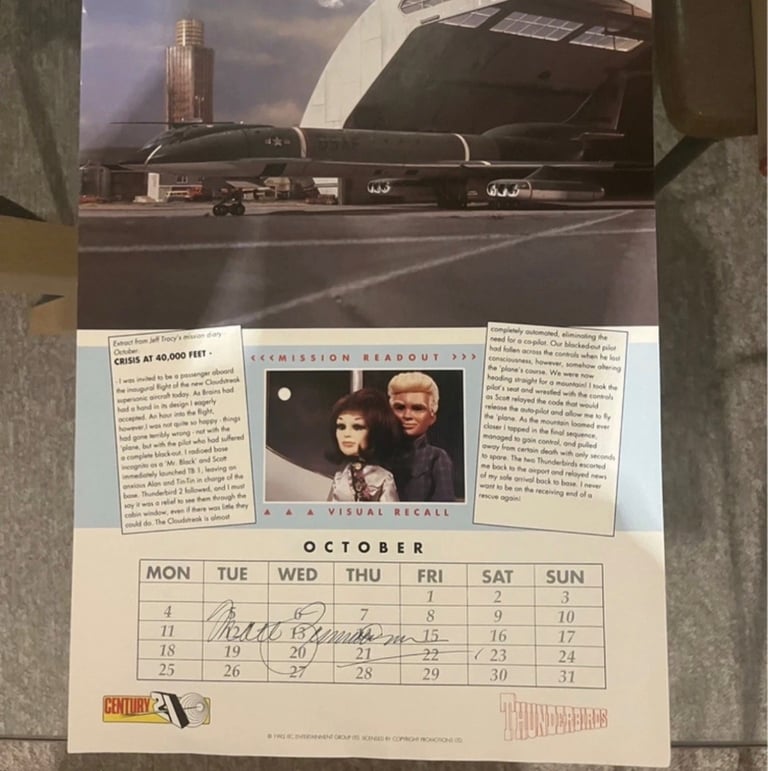 USAF
Extract from Jeff Tracy's mission diary -
October.
CRISIS AT 40,000 FEET -
- I was invited to be a passenger aboard
the inaugural flight of the new Cloudstreak
supersonic aircraft today. As Brains had
had a hand in its design I eagerly
accepted. An hour into the flight,
however, I was not quite so happy - things
had gone terribly wrong - not with the
'plane, but with the pilot who had suffered
a complete black-out. I radioed base
incognito as a 'Mr. Black' and Scott
immediately launched TB 1, leaving an
anxious Alan and Tin-Tin in charge of the
base. Thunderbird 2 followed, and I must
say it was a relief to see them through the
cabin window, even if there was little they
could do. The Cloudstreak is almost
<<<MISSION READOUT >>>
VISUAL RECALL
completely automated, eliminating the
need for a co-pilot. Our blacked-out pilot
had fallen across the controls when he lost
consciousness, however, somehow altering
the 'plane's course. We were now
heading straight for a mountain! I took the
pilot's seat and wrestled with the controls
as Scott relayed the code that would
release the auto-pilot and allow me to fly
the 'plane. As the mountain loomed ever
closer I tapped in the final sequence,
managed to gain control, and pulled
away from certain death with only seconds
to spare. The two Thunderbirds escorted
me back to the airport and relayed news
of my safe arrival back to base. I never
want to be on the receiving end of a
rescue again!
OCTOBER
MON TUE WED THU FRI SAT SUN
1 2 3
4 5 6 7 8 9 10
11 13 15 16 17
18 19 20 21 22 23 24
25 26 27 28 29 30 31
CENTURY 21
THUNDERBIRDS
© 1992 ITC ENTERTAINMENT GROUP LTD. LICENSED BY COPYRIGHT PROMOTIONS LTD.